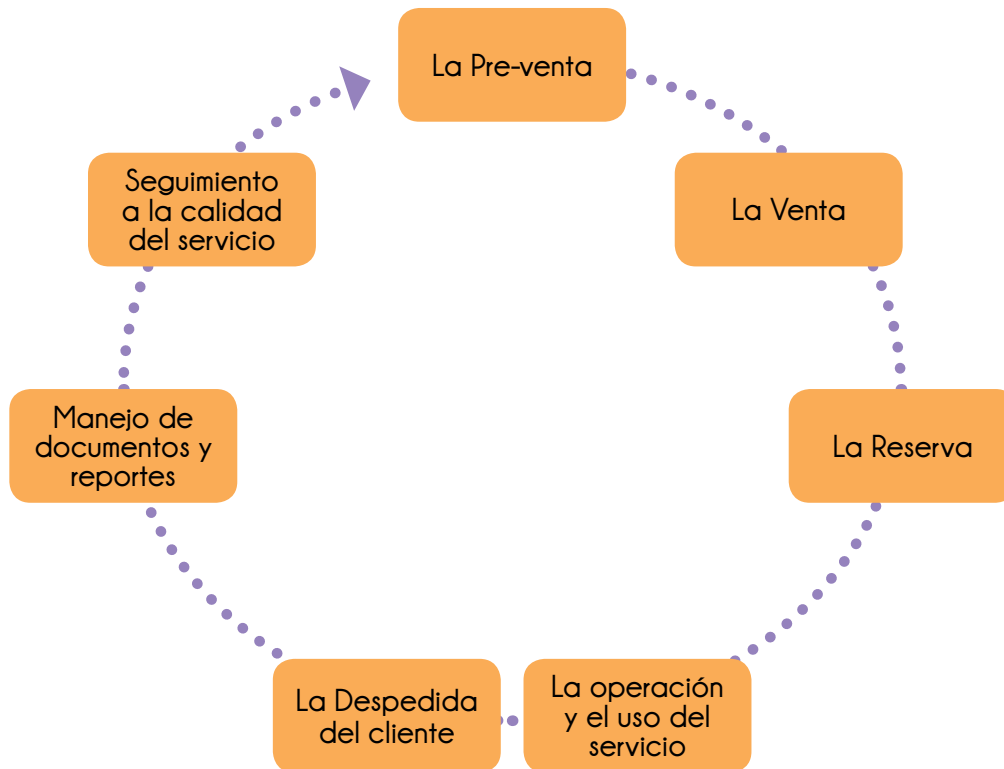 La Pre-venta
La Venta
La Reserva
La operación
y el uso del
servicio
La Despedida
del cliente
Manejo de
documentos y
reportes
Seguimiento
a la calidad
del servicio